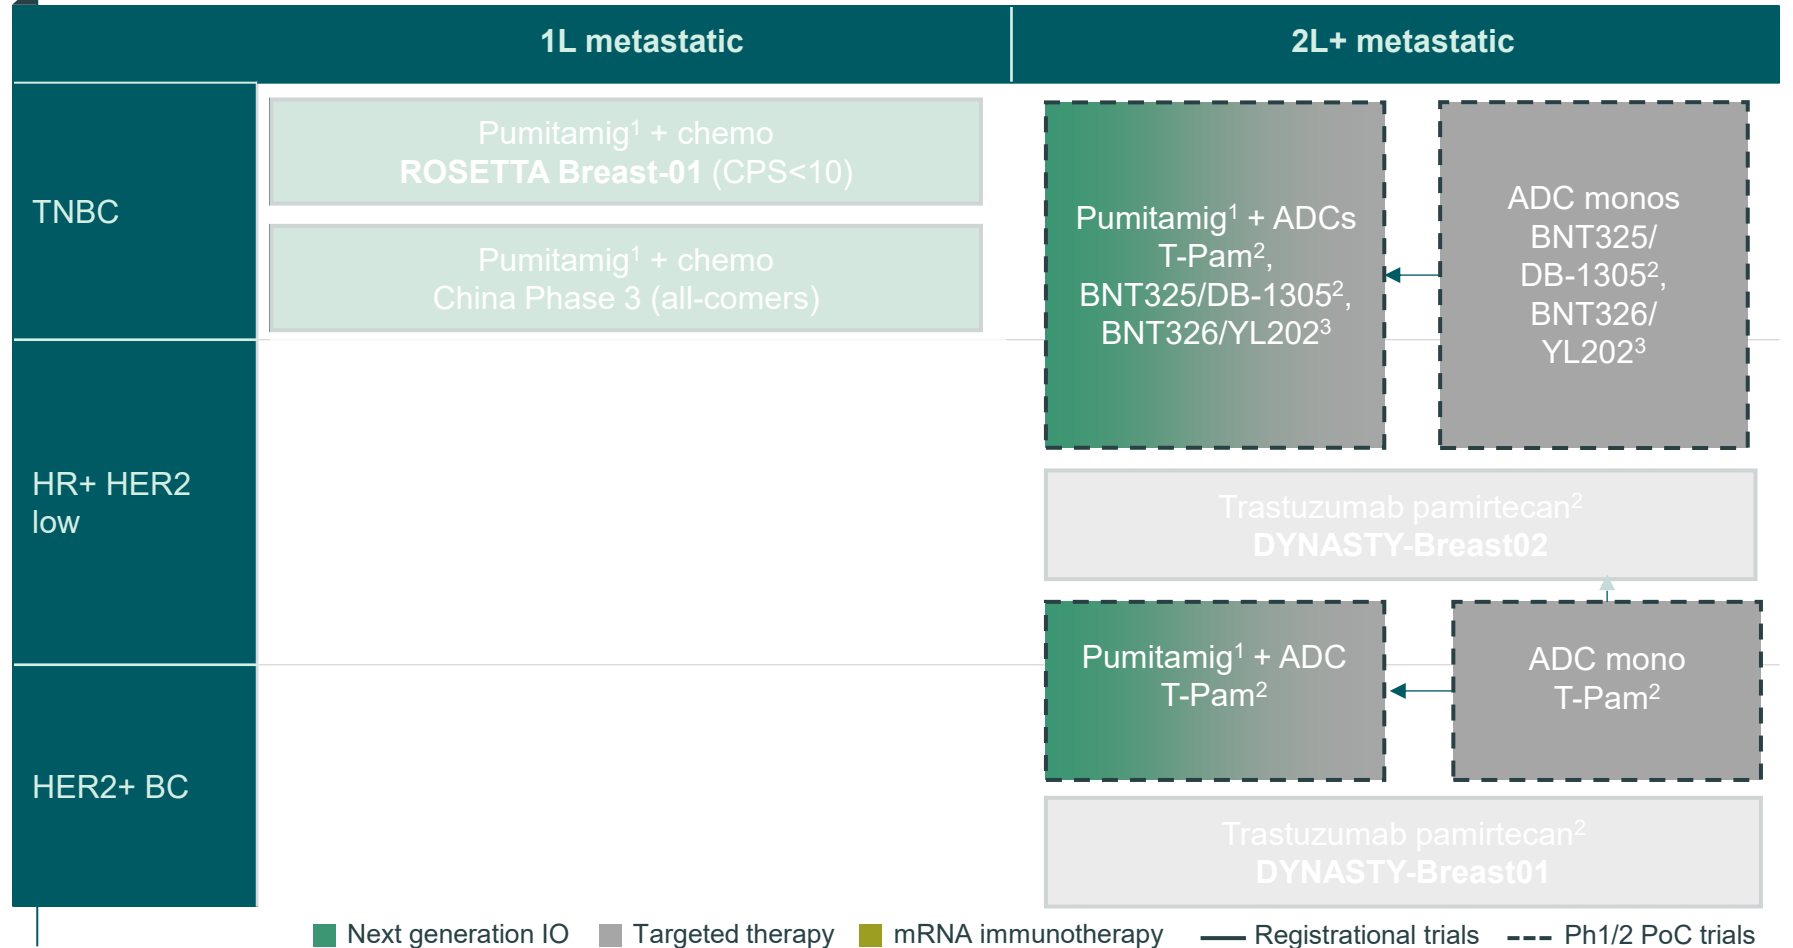 1L metastatic
2L+ metastatic
TNBC
Pumitamig¹ + chemo
ROSETTA Breast-01 (CPS<10)
Pumitamig¹ + chemo
China Phase 3 (all-comers)
Pumitamig¹ + ADCs
T-Pam²,
BNT325/DB-1305²,
BNT326/YL202³
ADC monos
BNT325/
DB-1305²,
BNT326/
YL202³
HR+ HER2
low
Trastuzumab pamirtecan²
DYNASTY-Breast02
Pumitamig¹ + ADC
T-Pam²
ADC mono
T-Pam²
HER2+ BC
Trastuzumab pamirtecan²
DYNASTY-Breast01
Next generation IO
Targeted therapy
mRNA immunotherapy
Registrational trials
Ph1/2 PoC trials